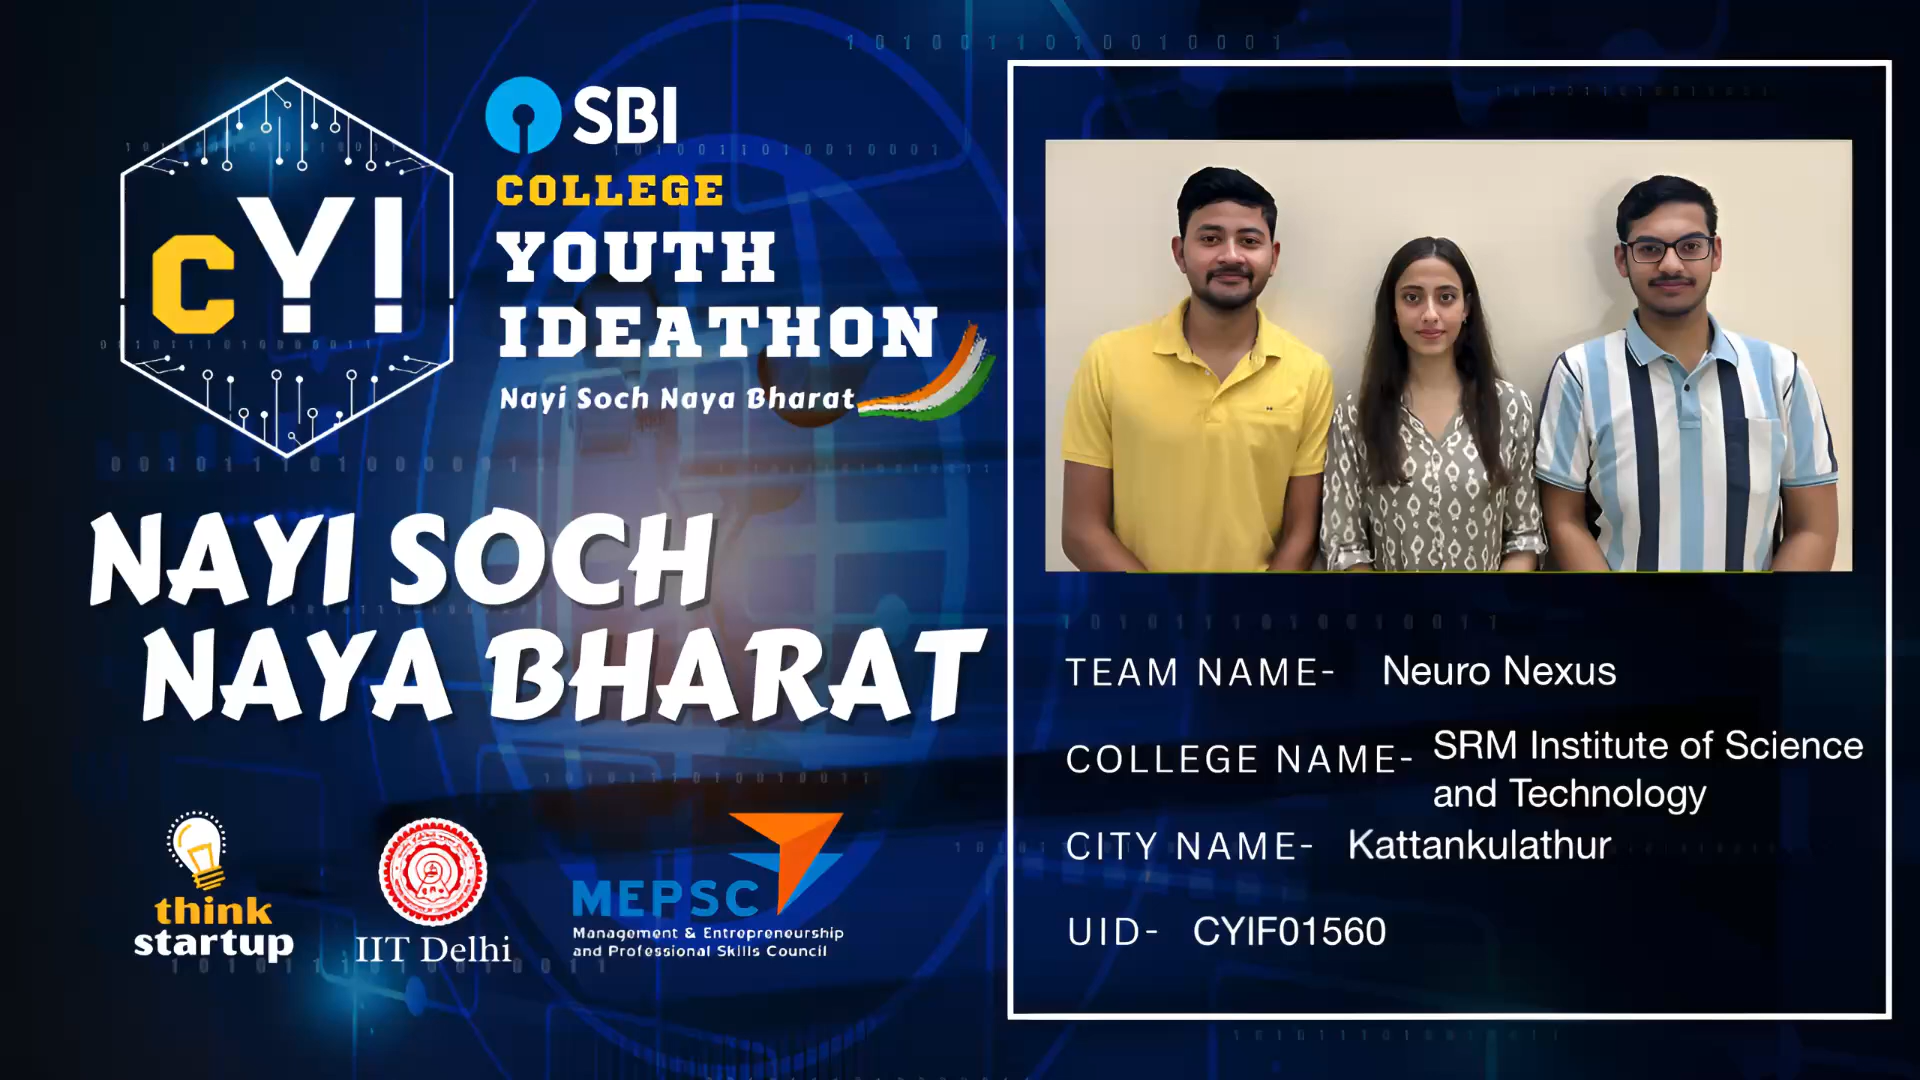 CYI
SBI
COLLEGE
YOUTH
IDEATHON
Nayi Soch Naya Bharat
NAYI SOCH
NAYA BHARAT
think
startup
IIT Delhi
MEPSC
Management & Entrepreneurship
and Professional Skills Council
TEAM NAME- Neuro Nexus
COLLEGE NAME- SRM Institute of Science
and Technology
CITY NAME- Kattankulathur
UID- CYIF01560